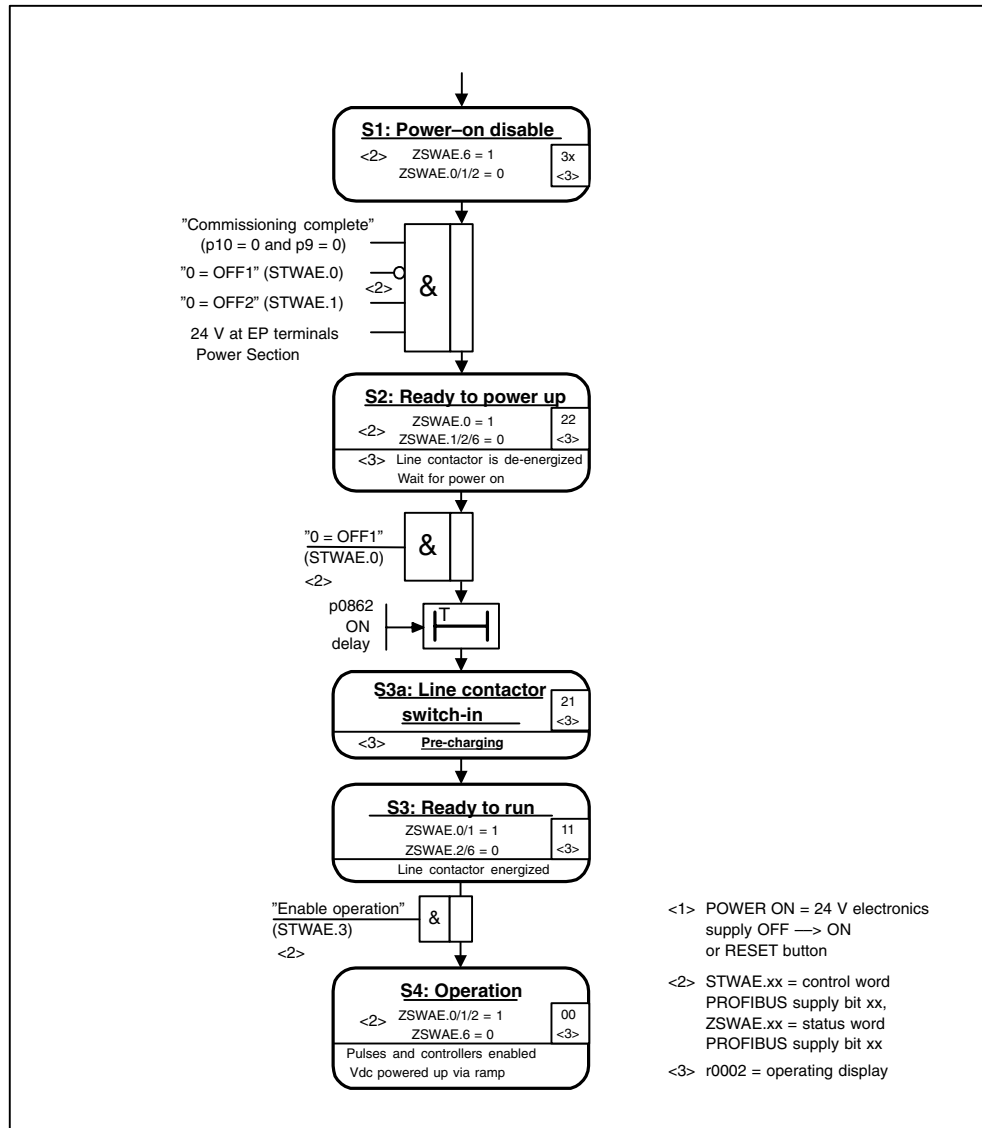 S1: Power–on disable
<2> ZSWAE.6 = 1
ZSWAE.0/1/2 = 0
3x
<3>
”Commissioning complete”
(p10 = 0 and p9 = 0)
”0 = OFF1” (STWAE.0)
<2>
”0 = OFF2” (STWAE.1)
24 V at EP terminals
Power Section
&
S2: Ready to power up
<2> ZSWAE.0 = 1
ZSWAE.1/2/6 = 0
22
<3>
<3> Line contactor is de-energized
Wait for power on
”0 = OFF1”
(STWAE.0)
<2>
&
p0862
ON
delay
T
S3a: Line contactor
switch-in
21
<3>
<3> Pre-charging
S3: Ready to run
ZSWAE.0/1 = 1
ZSWAE.2/6 = 0
11
<3>
Line contactor energized
”Enable operation”
(STWAE.3)
<2>
&
S4: Operation
<2> ZSWAE.0/1/2 = 1
ZSWAE.6 = 0
00
<3>
Pulses and controllers enabled
Vdc powered up via ramp
<1> POWER ON = 24 V electronics
supply OFF —> ON
or RESET button
<2> STWAE.xx = control word
PROFIBUS supply bit xx,
ZSWAE.xx = status word
PROFIBUS supply bit xx
<3> r0002 = operating display